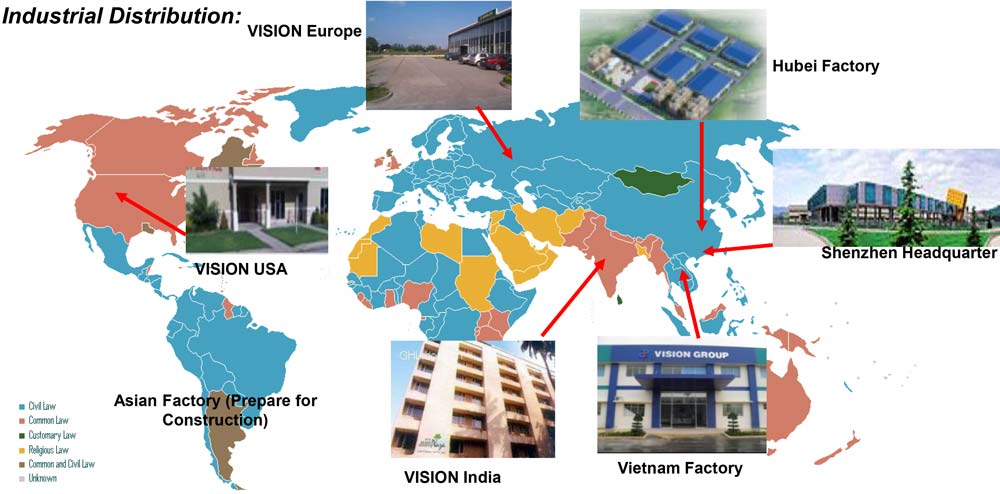 Industrial Distribution:
VISION Europe
Hubei Factory
Shenzhen Headquarter
VISION USA
VISION GROUP
Asian Factory (Prepare for
Construction)
VISION India
Vietnam Factory
Civil Law
Common Law
Customary Law
Religious Law
Common and Civil Law
Unknown